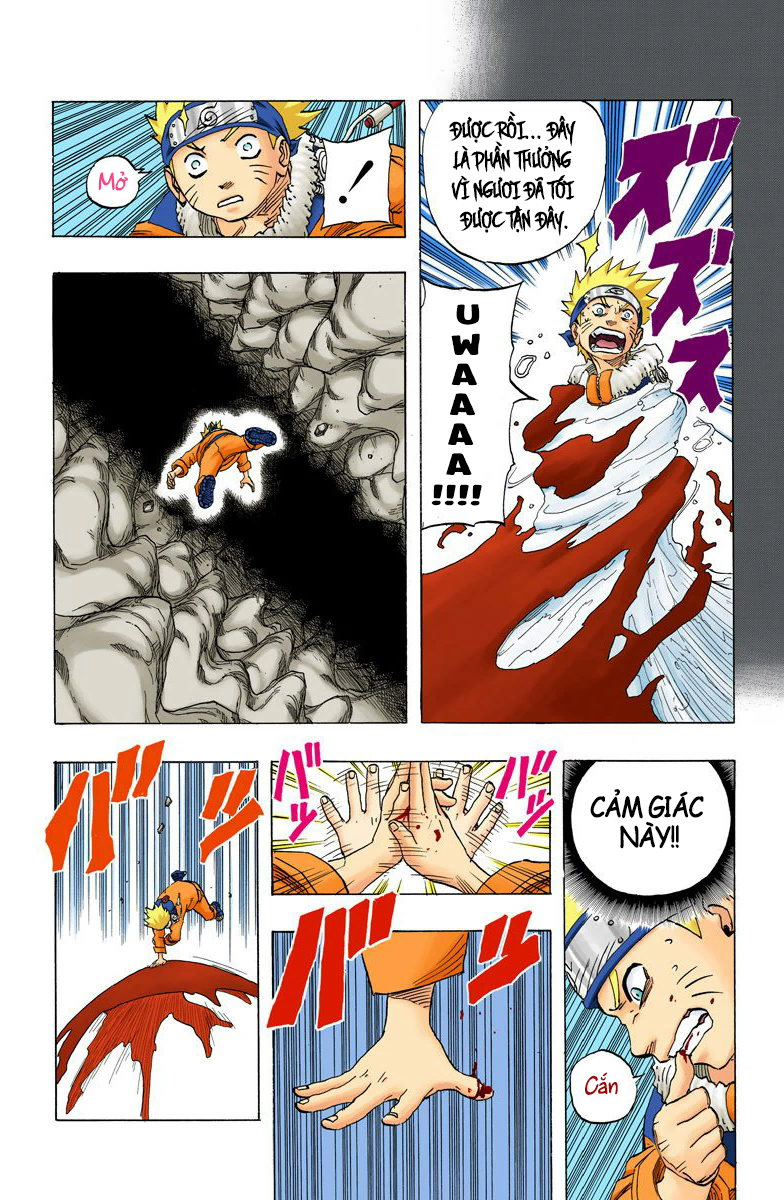 ĐƯỢC RỒI... ĐÂY
LÀ PHẦN THƯỞNG
VÌ NGƯƠI ĐÃ TỚI
ĐƯỢC TẬN ĐÂY.
ズズズ
UWAAAA
!!!!
!
Mở
CẢM GIÁC
NÀY!!
Cắn
バッ
バッ
バッ
バッ